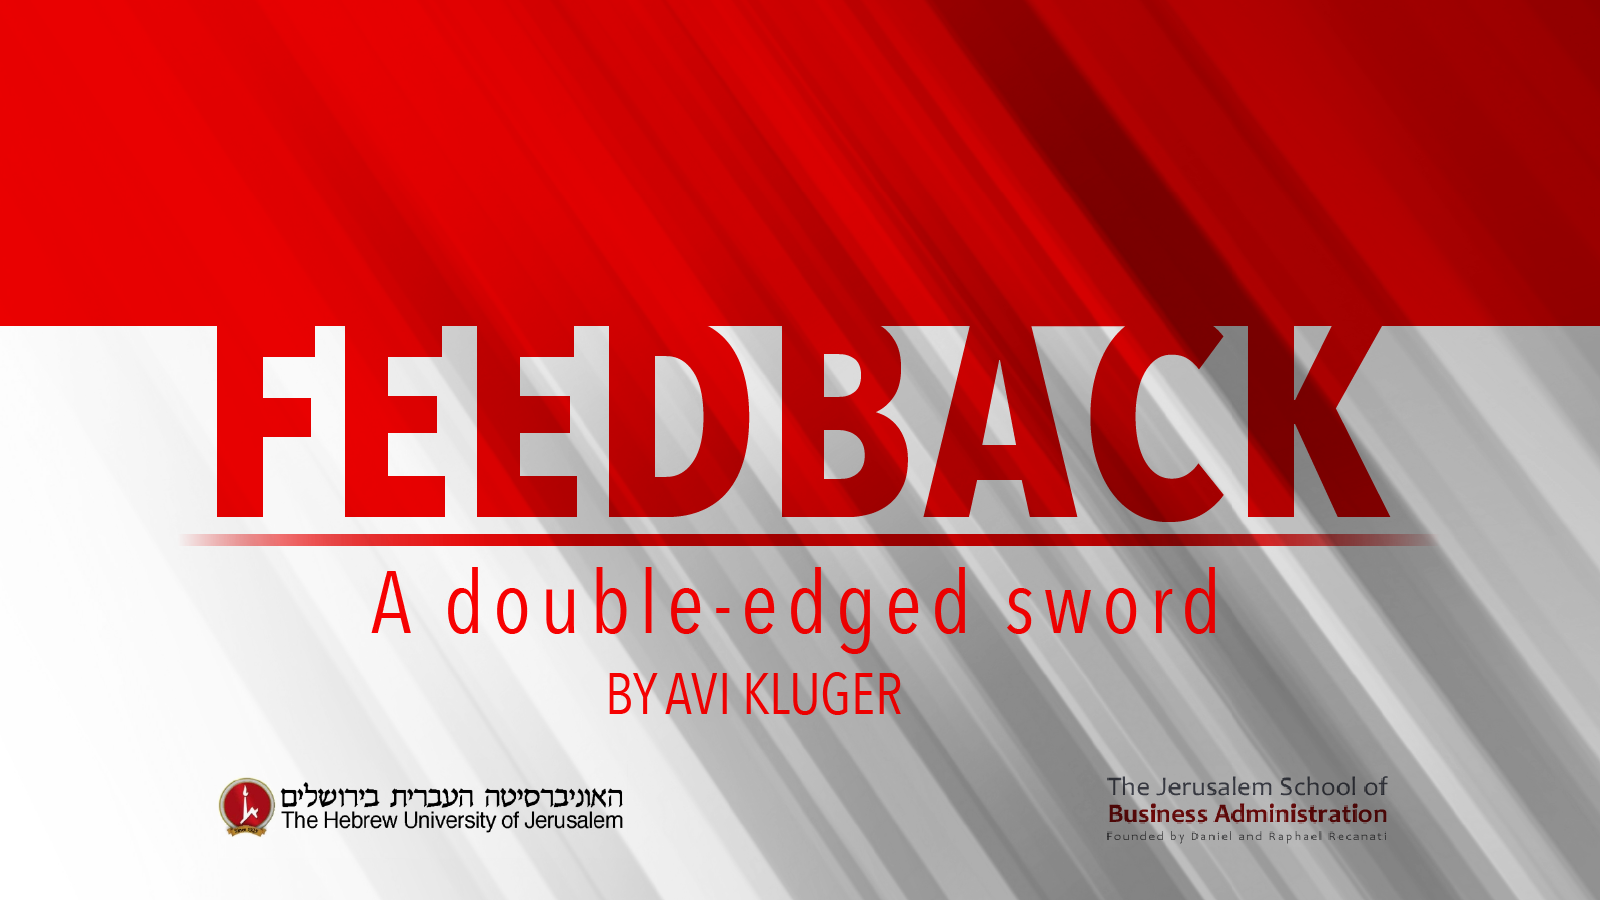 FEEDBACK
A double-edged sword
BY AVI KLUGER
האוניברסיטה העברית בירושלים
The Hebrew University of Jerusalem
The Jerusalem School of
Business Administration
Founded by Daniel and Raphael Recanati